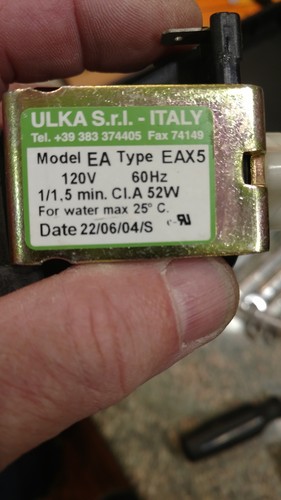 ULKA S.r.l. - ITALY
Tel. +39 383 374405 Fax 74149
Model EA Type EAX5
120V 60Hz
1/1.5 min. Cl.A 52W
For water max 25° C.
Date 22/06/04/S